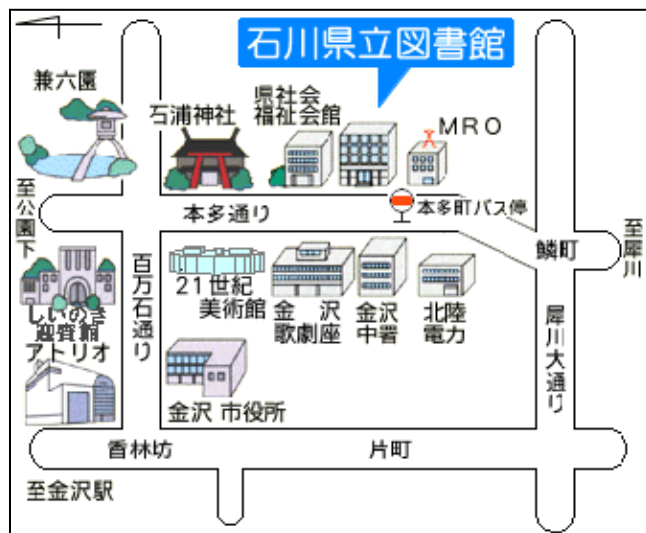 石川県立図書館
兼六園
石浦神社
県社会
福祉会館
MRO
至公園下
本多通り
本多町バス停
鱗町
至犀川
百万石通り
21世紀
美術館
金沢
歌劇座
金沢
中署
北陸
電力
しいのき
迎賓館
アトリオ
犀川大通り
金沢市役所
香林坊
片町
至金沢駅